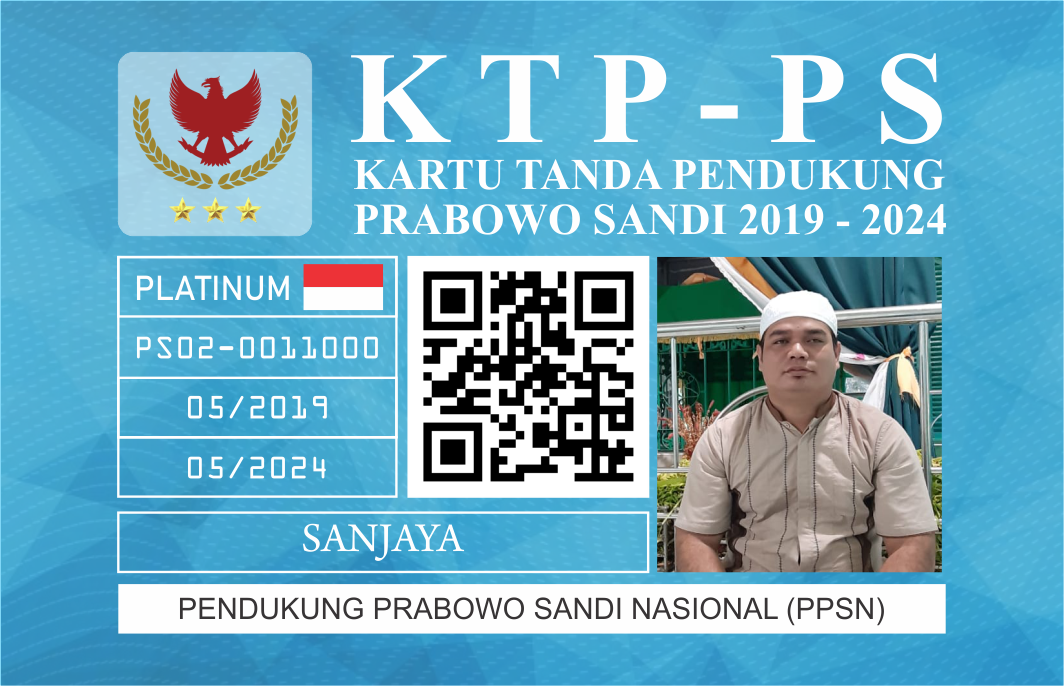 KTP-PS
KARTU TANDA PENDUKUNG
PRABOWO SANDI 2019 - 2024
PLATINUM
PS02-0011000
05/2019
05/2024
SANJAYA
PENDUKUNG PRABOWO SANDI NASIONAL (PPSN)